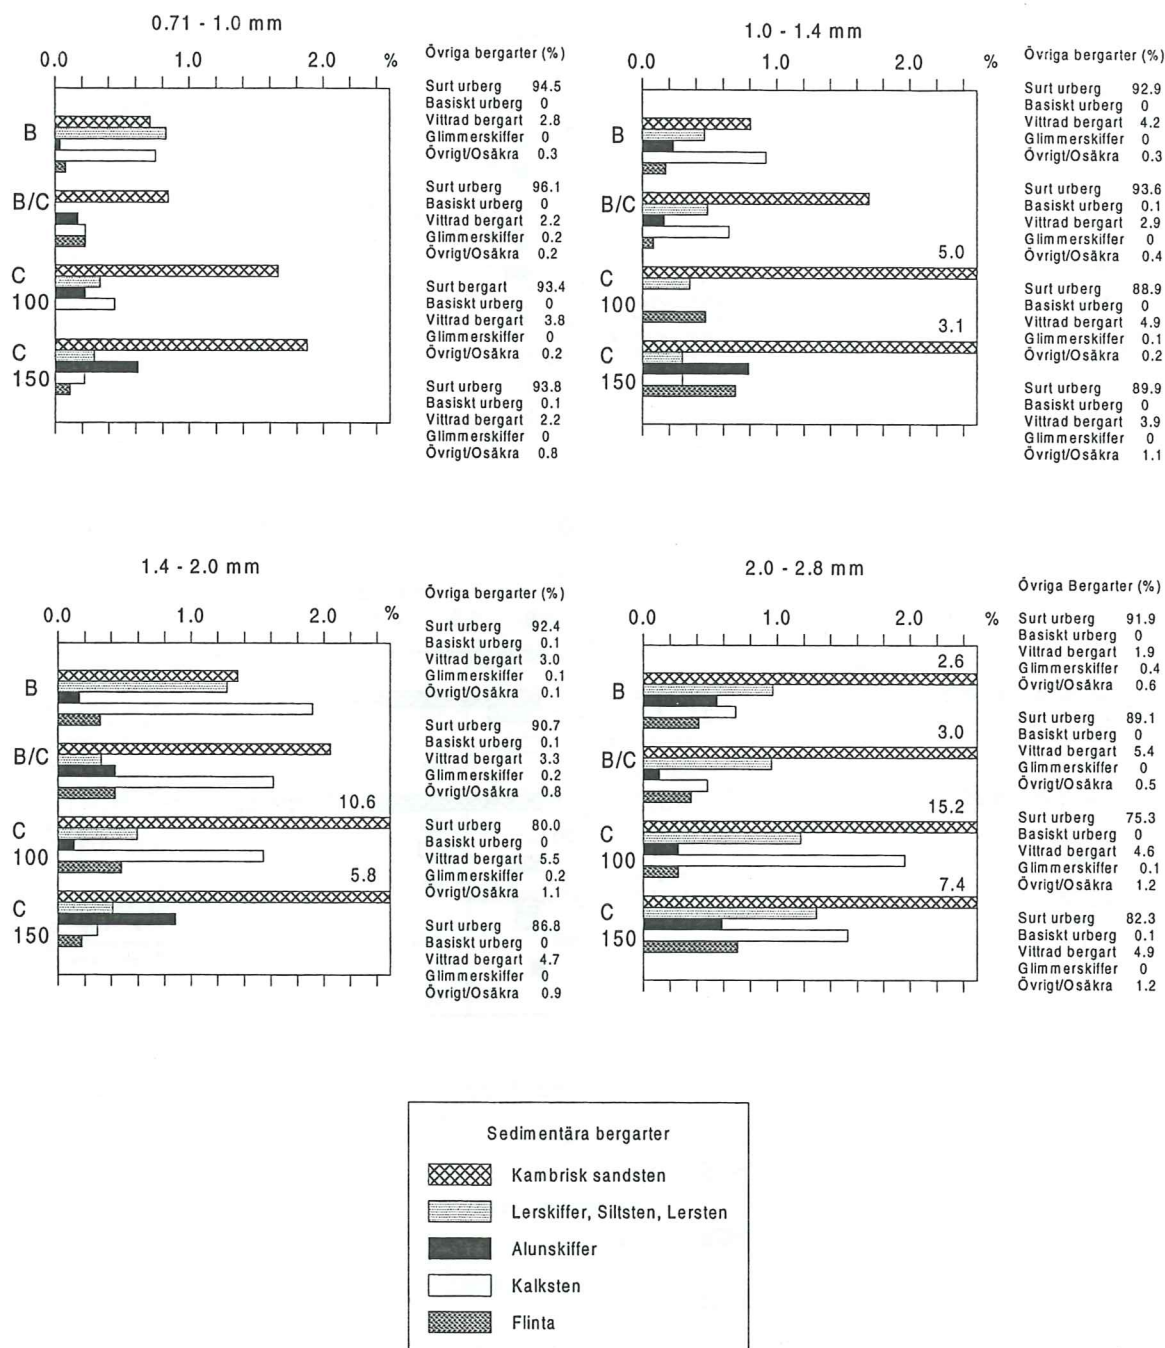 0.71 - 1.0 mm
0.0 1.0 2.0 %
B
B/C
C
100
C
150
Övriga bergarter (%)
Surt urberg 94.5
Basiskt urberg 0
Vittrad bergart 2.8
Glimmerskiffer 0
Övrigt/Osäkra 0.3
Surt urberg 96.1
Basiskt urberg 0
Vittrad bergart 2.2
Glimmerskiffer 0.2
Övrigt/Osäkra 0.2
Surt bergart 93.4
Basiskt urberg 0
Vittrad bergart 3.8
Glimmerskiffer 0
Övrigt/Osäkra 0.2
Surt urberg 93.8
Basiskt urberg 0.1
Vittrad bergart 2.2
Glimmerskiffer 0
Övrigt/Osäkra 0.8
1.0 - 1.4 mm
0.0 1.0 2.0 %
B
B/C
5.0
C
100
3.1
C
150
Övriga bergarter (%)
Surt urberg 92.9
Basiskt urberg 0
Vittrad bergart 4.2
Glimmerskiffer 0
Övrigt/Osäkra 0.3
Surt urberg 93.6
Basiskt urberg 0.1
Vittrad bergart 2.9
Glimmerskiffer 0
Övrigt/Osäkra 0.4
Surt urberg 88.9
Basiskt urberg 0
Vittrad bergart 4.9
Glimmerskiffer 0.1
Övrigt/Osäkra 0.2
Surt urberg 89.9
Basiskt urberg 0
Vittrad bergart 3.9
Glimmerskiffer 0
Övrigt/Osäkra 1.1
1.4 - 2.0 mm
0.0 1.0 2.0 %
B
B/C
10.6
C
100
5.8
C
150
Övriga bergarter (%)
Surt urberg 92.4
Basiskt urberg 0.1
Vittrad bergart 3.0
Glimmerskiffer 0.1
Övrigt/Osäkra 0.1
Surt urberg 90.7
Basiskt urberg 0.1
Vittrad bergart 3.3
Glimmerskiffer 0.2
Övrigt/Osäkra 0.8
Surt urberg 80.0
Basiskt urberg 0
Vittrad bergart 5.5
Glimmerskiffer 0.2
Övrigt/Osäkra 1.1
Surt urberg 86.8
Basiskt urberg 0
Vittrad bergart 4.7
Glimmerskiffer 0
Övrigt/Osäkra 0.9
2.0 - 2.8 mm
0.0 1.0 2.0 %
2.6
B
3.0
B/C
15.2
C
100
7.4
C
150
Övriga Bergarter (%)
Surt urberg 91.9
Basiskt urberg 0
Vittrad bergart 1.9
Glimmerskiffer 0.4
Övrigt/Osäkra 0.6
Surt urberg 89.1
Basiskt urberg 0
Vittrad bergart 5.4
Glimmerskiffer 0
Övrigt/Osäkra 0.5
Surt urberg 75.3
Basiskt urberg 0
Vittrad bergart 4.6
Glimmerskiffer 0.1
Övrigt/Osäkra 1.2
Surt urberg 82.3
Basiskt urberg 0.1
Vittrad bergart 4.9
Glimmerskiffer 0
Övrigt/Osäkra 1.2
Sedimentära bergarter
Kambrisk sandsten
Lerskiffer, Siltsten, Lersten
Alunskiffer
Kalksten
Flinta